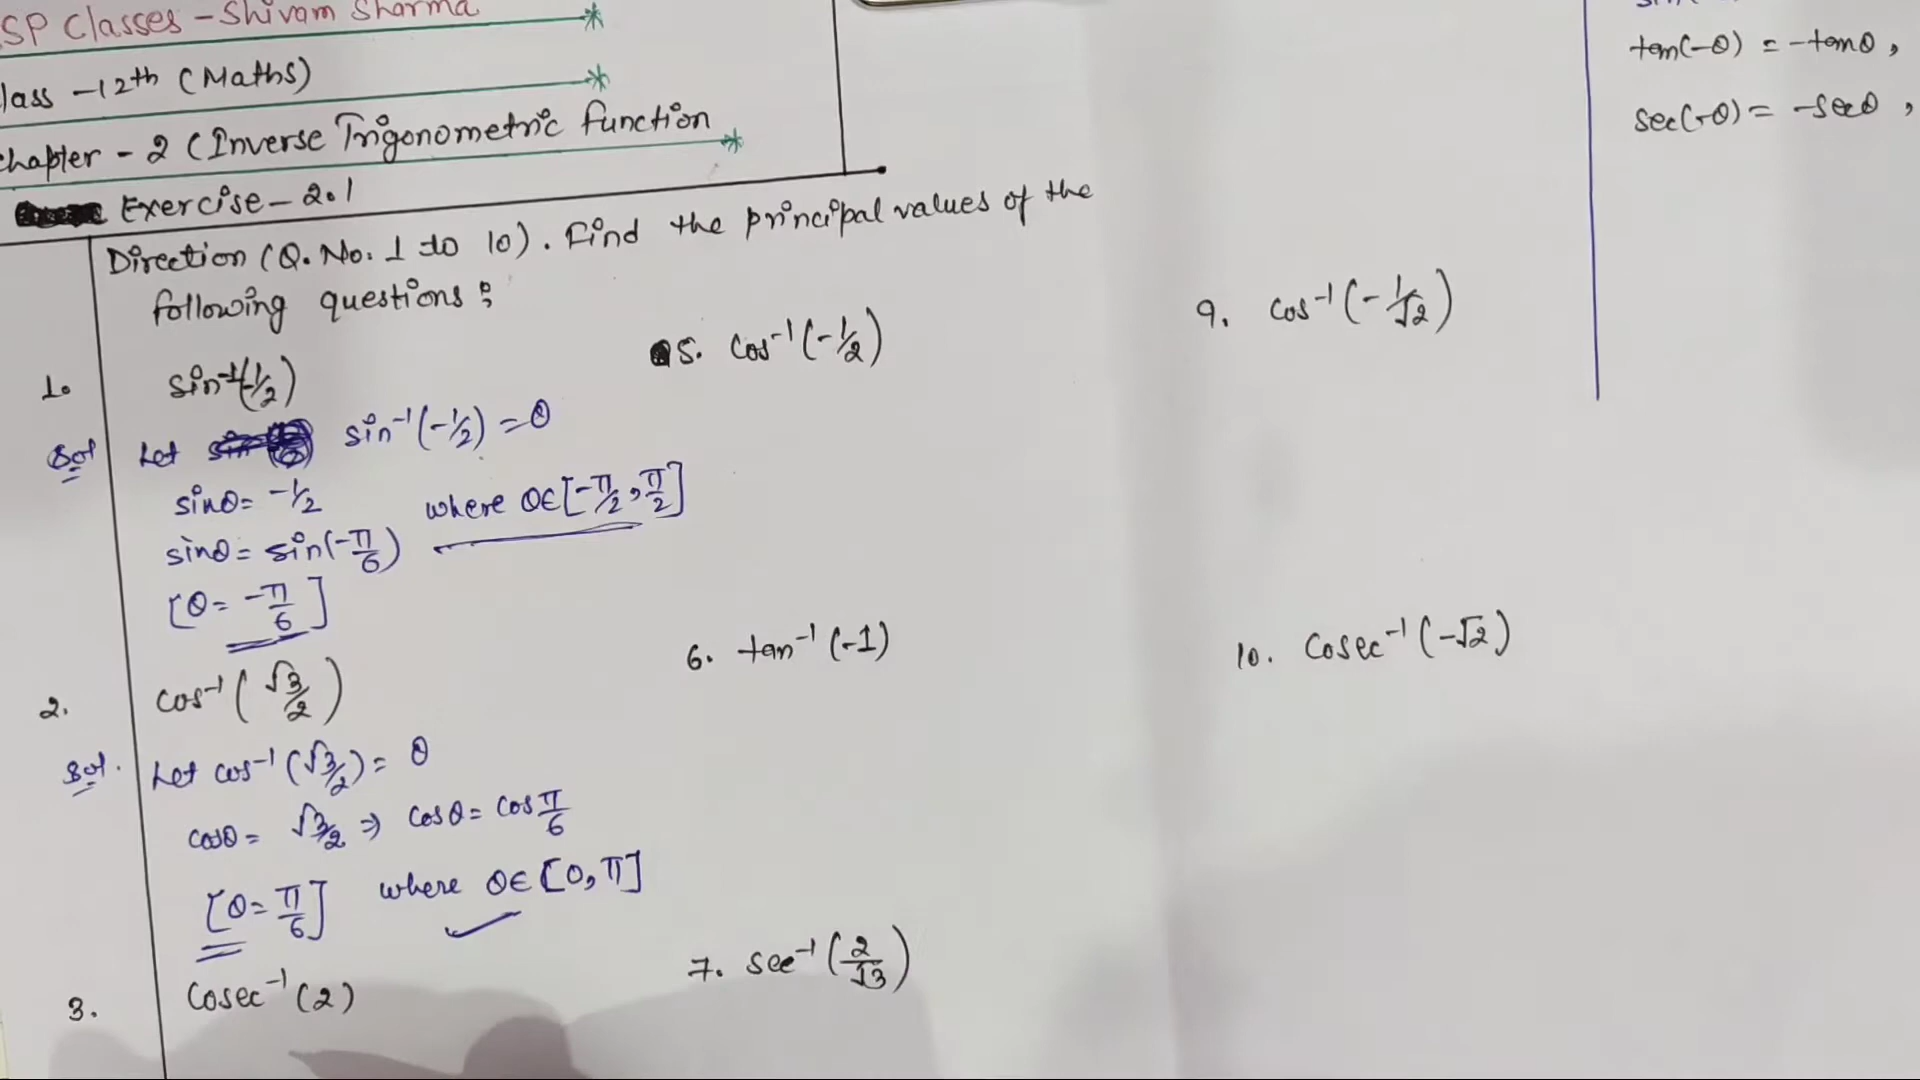 SP Classes - Shivam Sharma
lass - 12th (Maths)
Chapter - 2 (Inverse Trigonometric function
Exercise - 2.1
Direction (Q. No. 1 to 10). Find the principal values of the
following questions:
1. sin⁻¹(-1/2)
Sol Let sin⁻¹(-1/2) = θ
sinθ = -1/2 where θ∈[-π/2, π/2]
sinθ = sin(-π/6)
[θ = -π/6]
2. cos⁻¹(√3/2)
Sol. Let cos⁻¹(√3/2) = θ
cosθ = √3/2 ⇒ cosθ = cos π/6
[θ = π/6] where θ∈[0, π]
3. Cosec⁻¹(2)
5. Cos⁻¹(-1/2)
6. tan⁻¹(-1)
7. sec⁻¹(2/√3)
9. Cos⁻¹(-1/√2)
10. Cosec⁻¹(-√2)
tan(-θ) = -tanθ,
sec(-θ) = -secθ,